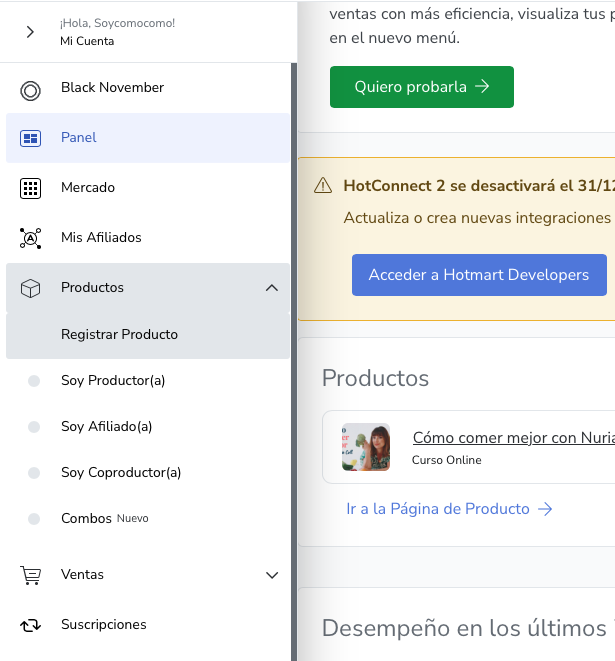 ¡Hola, Soycomocomo!
Mi Cuenta
Black November
Panel
Mercado
Mis Afiliados
Productos
Registrar Producto
Soy Productor(a)
Soy Afiliado(a)
Soy Coproductor(a)
Combos Nuevo
Ventas
Suscripciones
ventas con más eficiencia, visualiza tus
en el nuevo menú.
Quiero probarla
HotConnect 2 se desactivará el 31/12
Actualiza o crea nuevas integraciones
Acceder a Hotmart Developers
Productos
Cómo comer mejor con Nuria
Curso Online
Ir a la Página de Producto
Desempeño en los últimos